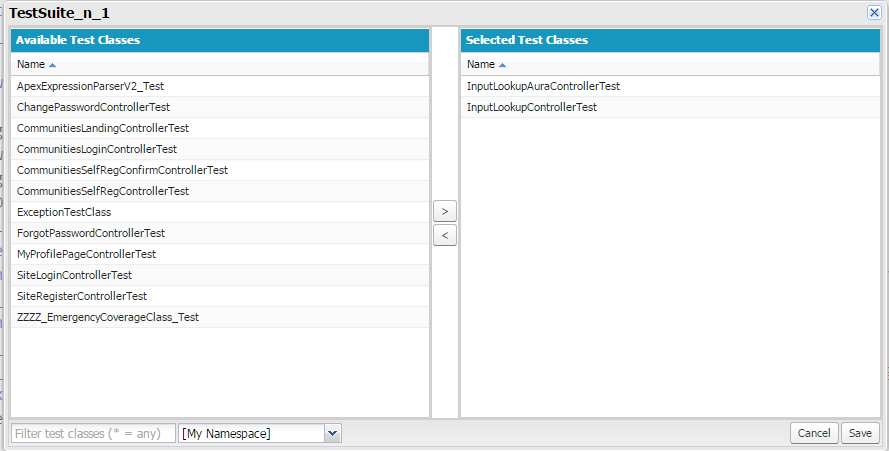 TestSuite_n_1
Available Test Classes
Name
ApexExpressionParserV2_Test
ChangePasswordControllerTest
CommunitiesLandingControllerTest
CommunitiesLoginControllerTest
CommunitiesSelfRegConfirmControllerTest
CommunitiesSelfRegControllerTest
ExceptionTestClass
ForgotPasswordControllerTest
MyProfilePageControllerTest
SiteLoginControllerTest
SiteRegisterControllerTest
ZZZZ_EmergencyCoverageClass_Test
>
<
Selected Test Classes
Name
InputLookupAuraControllerTest
InputLookupControllerTest
Filter test classes (* = any)
[My Namespace]
Cancel
Save